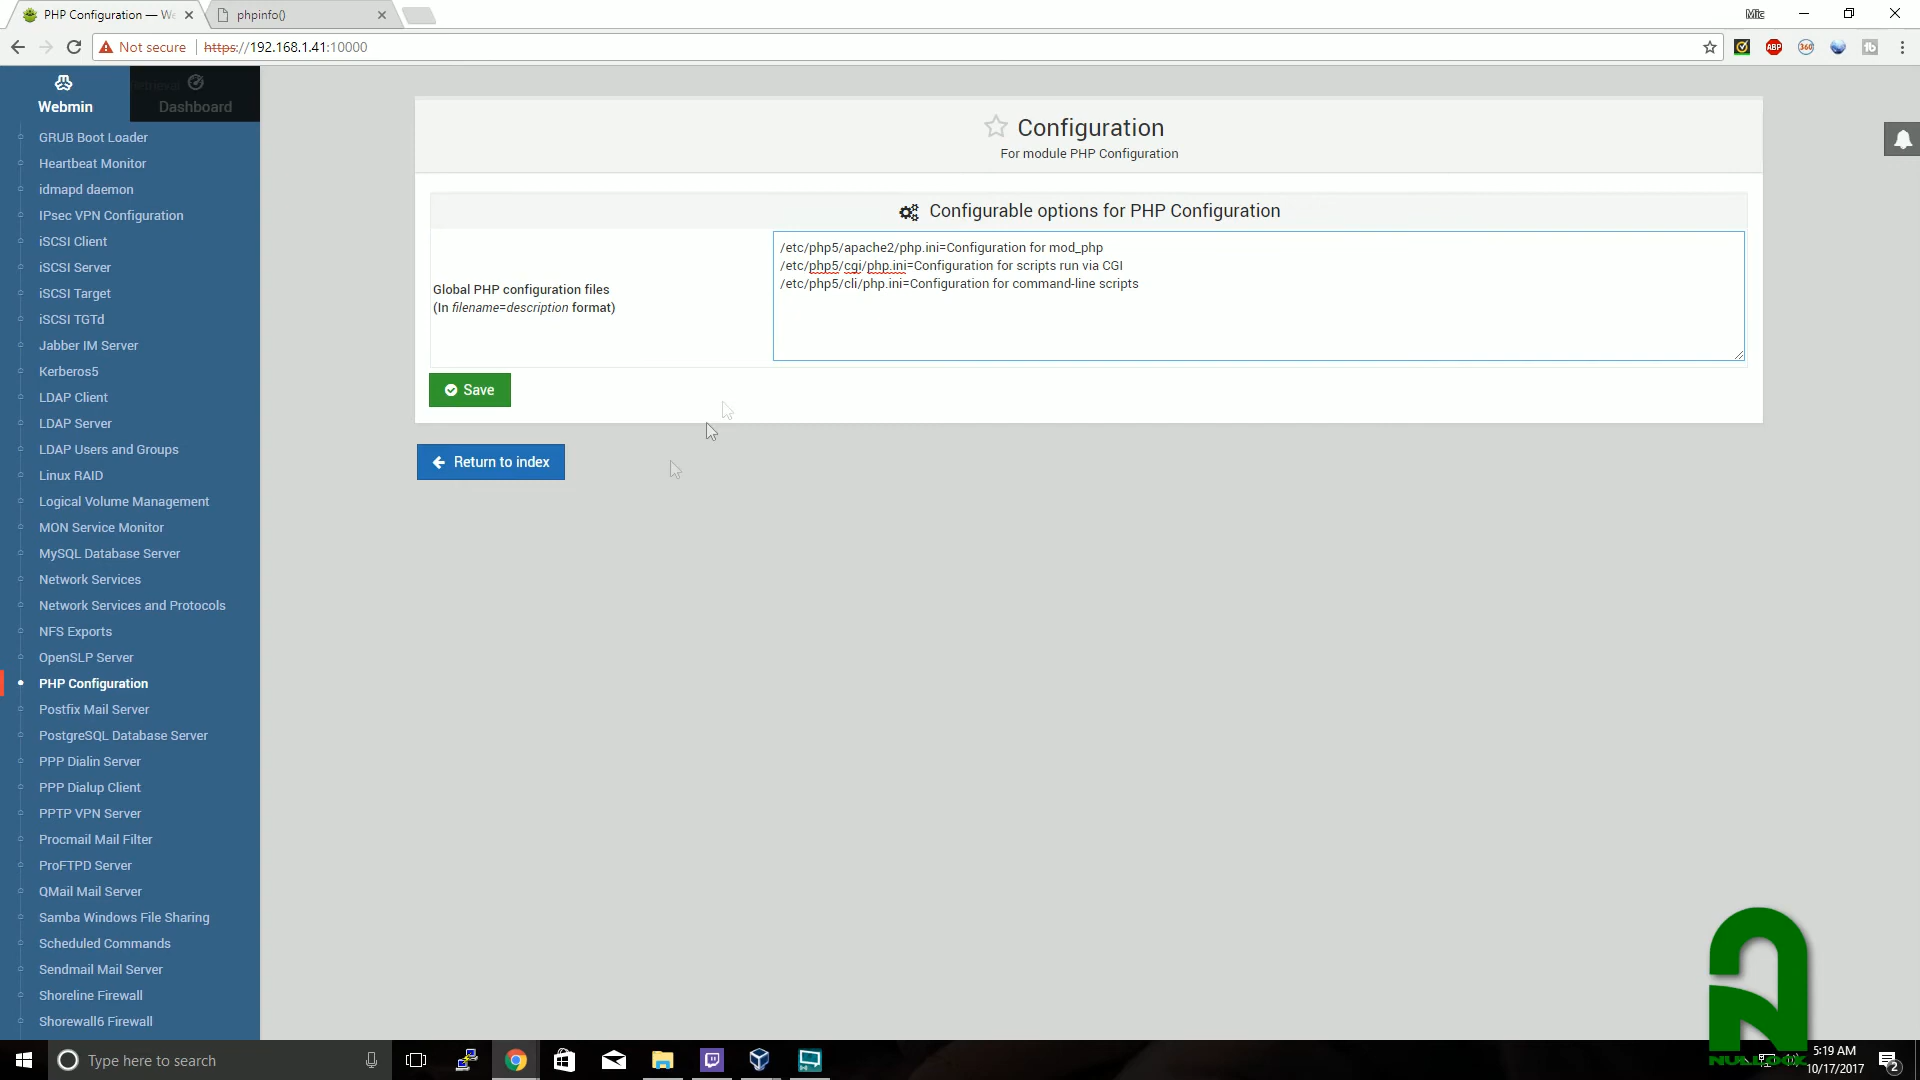 PHP Configuration — We
phpinfo()
Mic
Not secure
https://192.168.1.41:10000
ABP
360
Webmin
Dashboard
GRUB Boot Loader
Heartbeat Monitor
idmapd daemon
IPsec VPN Configuration
iSCSI Client
iSCSI Server
iSCSI Target
iSCSI TGTd
Jabber IM Server
Kerberos5
LDAP Client
LDAP Server
LDAP Users and Groups
Linux RAID
Logical Volume Management
MON Service Monitor
MySQL Database Server
Network Services
Network Services and Protocols
NFS Exports
OpenSLP Server
PHP Configuration
Postfix Mail Server
PostgreSQL Database Server
PPP Dialin Server
PPP Dialup Client
PPTP VPN Server
Procmail Mail Filter
ProFTPD Server
QMail Mail Server
Samba Windows File Sharing
Scheduled Commands
Sendmail Mail Server
Shoreline Firewall
Shorewall6 Firewall
Configuration
For module PHP Configuration
Configurable options for PHP Configuration
Global PHP configuration files
(In filename=description format)
/etc/php5/apache2/php.ini=Configuration for mod_php
/etc/php5/cgi/php.ini=Configuration for scripts run via CGI
/etc/php5/cli/php.ini=Configuration for command-line scripts
Save
Return to index
Type here to search
5:19 AM
10/17/2017
2